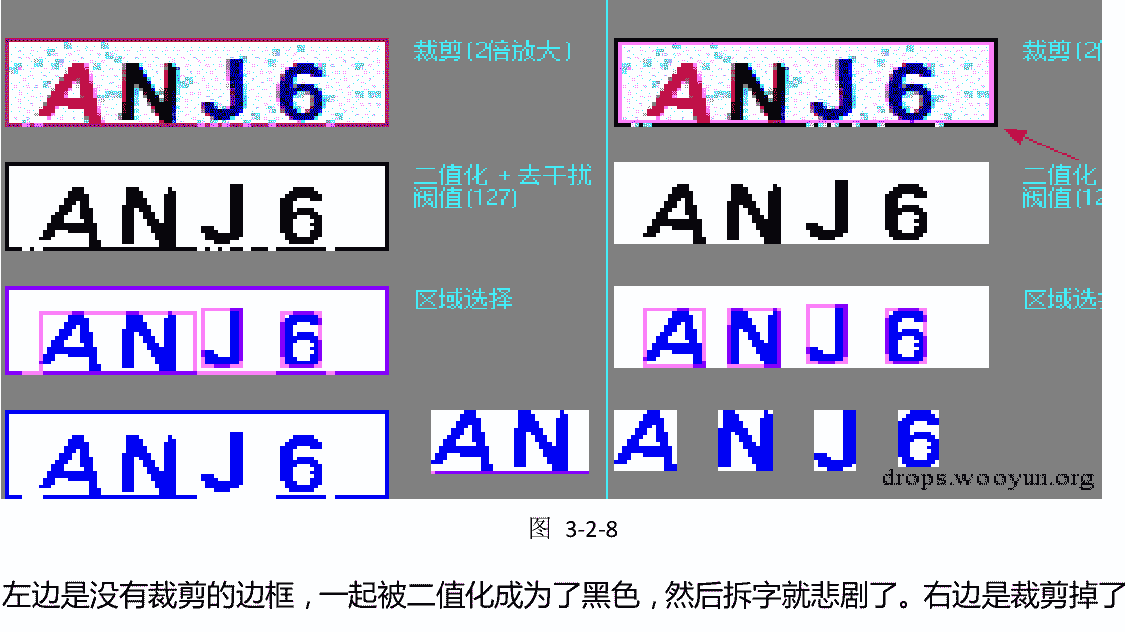 ANJ6
裁剪(2倍放大)
ANJ6
裁剪(2
ANJ6
二值化 + 去干扰
阀值(127)
ANJ6
二值化
阀值(12
ANJ6
区域选择
ANJ6
区域选
ANJ6
AN
A N J 6
drops.wooyun.org
图 3-2-8
左边是没有裁剪的边框，一起被二值化成为了黑色，然后拆字就悲剧了。右边是裁剪掉了